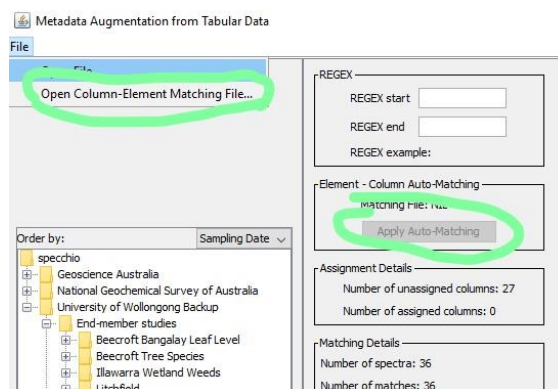 Metadata Augmentation from Tabular Data
File
Open Column-Element Matching File...
REGEX
REGEX start
REGEX end
REGEX example:
Element - Column Auto-Matching
Matching File: NIL
Apply Auto-Matching
Order by:
Sampling Date
specchio
Geoscience Australia
National Geochemical Survey of Australia
University of Wollongong Backup
End-member studies
Beecroft Bangalay Leaf Level
Beecroft Tree Species
Illawarra Wetland Weeds
Litchfield
Assignment Details
Number of unassigned columns: 27
Number of assigned columns: 0
Matching Details
Number of spectra: 36
Number of matches: 36